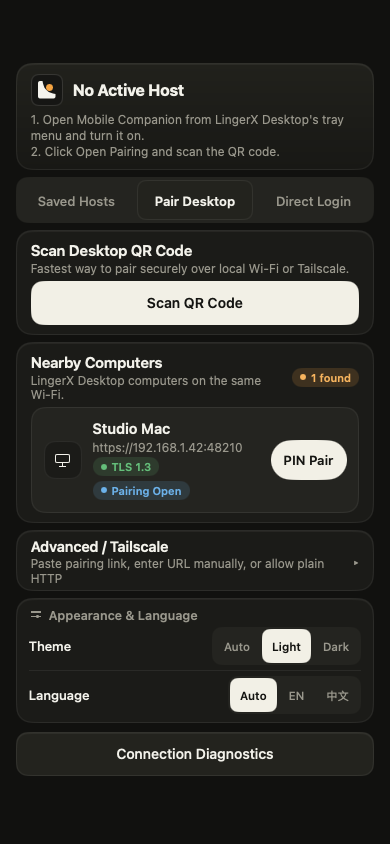 No Active Host
1. Open Mobile Companion from LingerX Desktop's tray
menu and turn it on.
2. Click Open Pairing and scan the QR code.
Saved Hosts
Pair Desktop
Direct Login
Scan Desktop QR Code
Fastest way to pair securely over local Wi-Fi or Tailscale.
Scan QR Code
Nearby Computers
LingerX Desktop computers on the same
Wi-Fi.
1 found
Studio Mac
https://192.168.1.42:48210
TLS 1.3
Pairing Open
PIN Pair
Advanced / Tailscale
Paste pairing link, enter URL manually, or allow plain
HTTP
Appearance & Language
Theme
Auto
Light
Dark
Language
Auto
EN
中文
Connection Diagnostics